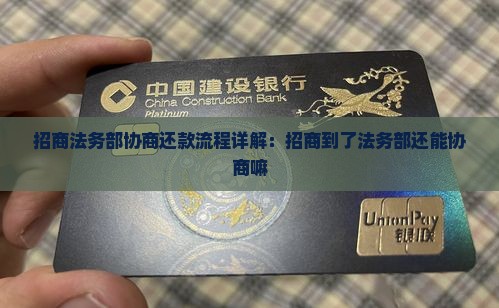 中国建设银行
China Construction Bank
Platinum
招商法务部协商还款流程详解：招商到了法务部还能协
商嘛
UnionPay
银联